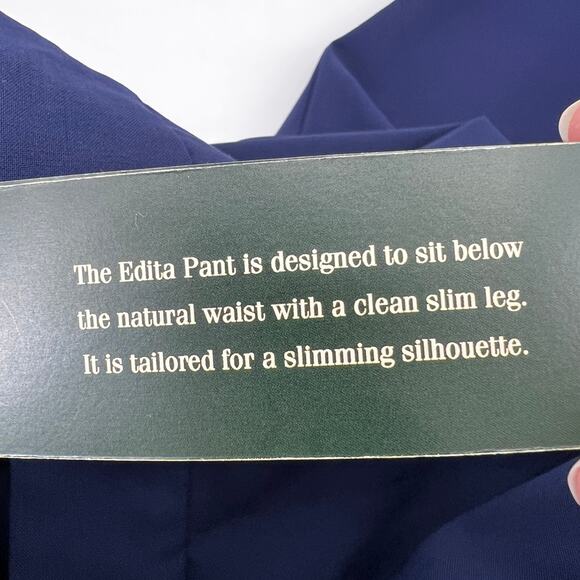 The Edita Pant is designed to sit below
the natural waist with a clean slim leg.
It is tailored for a slimming silhouette.